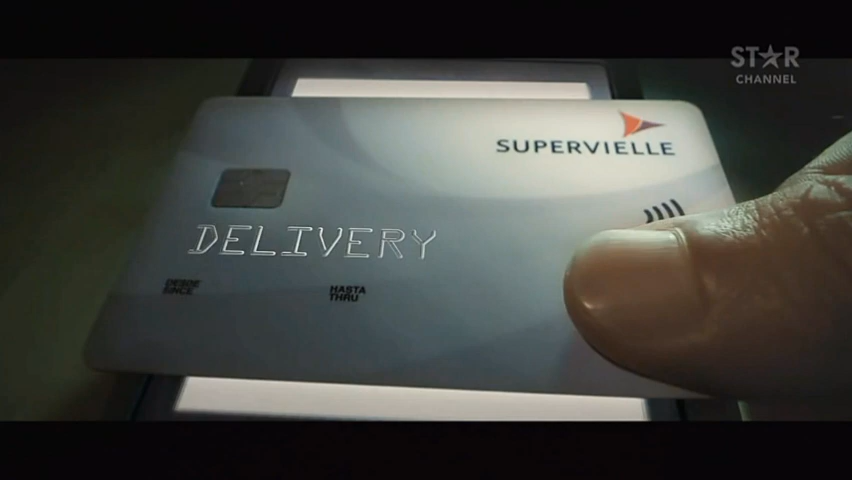 STAR
CHANNEL
SUPERVIELLE
DELIVERY
DESDE
SINCE
HASTA
THRU